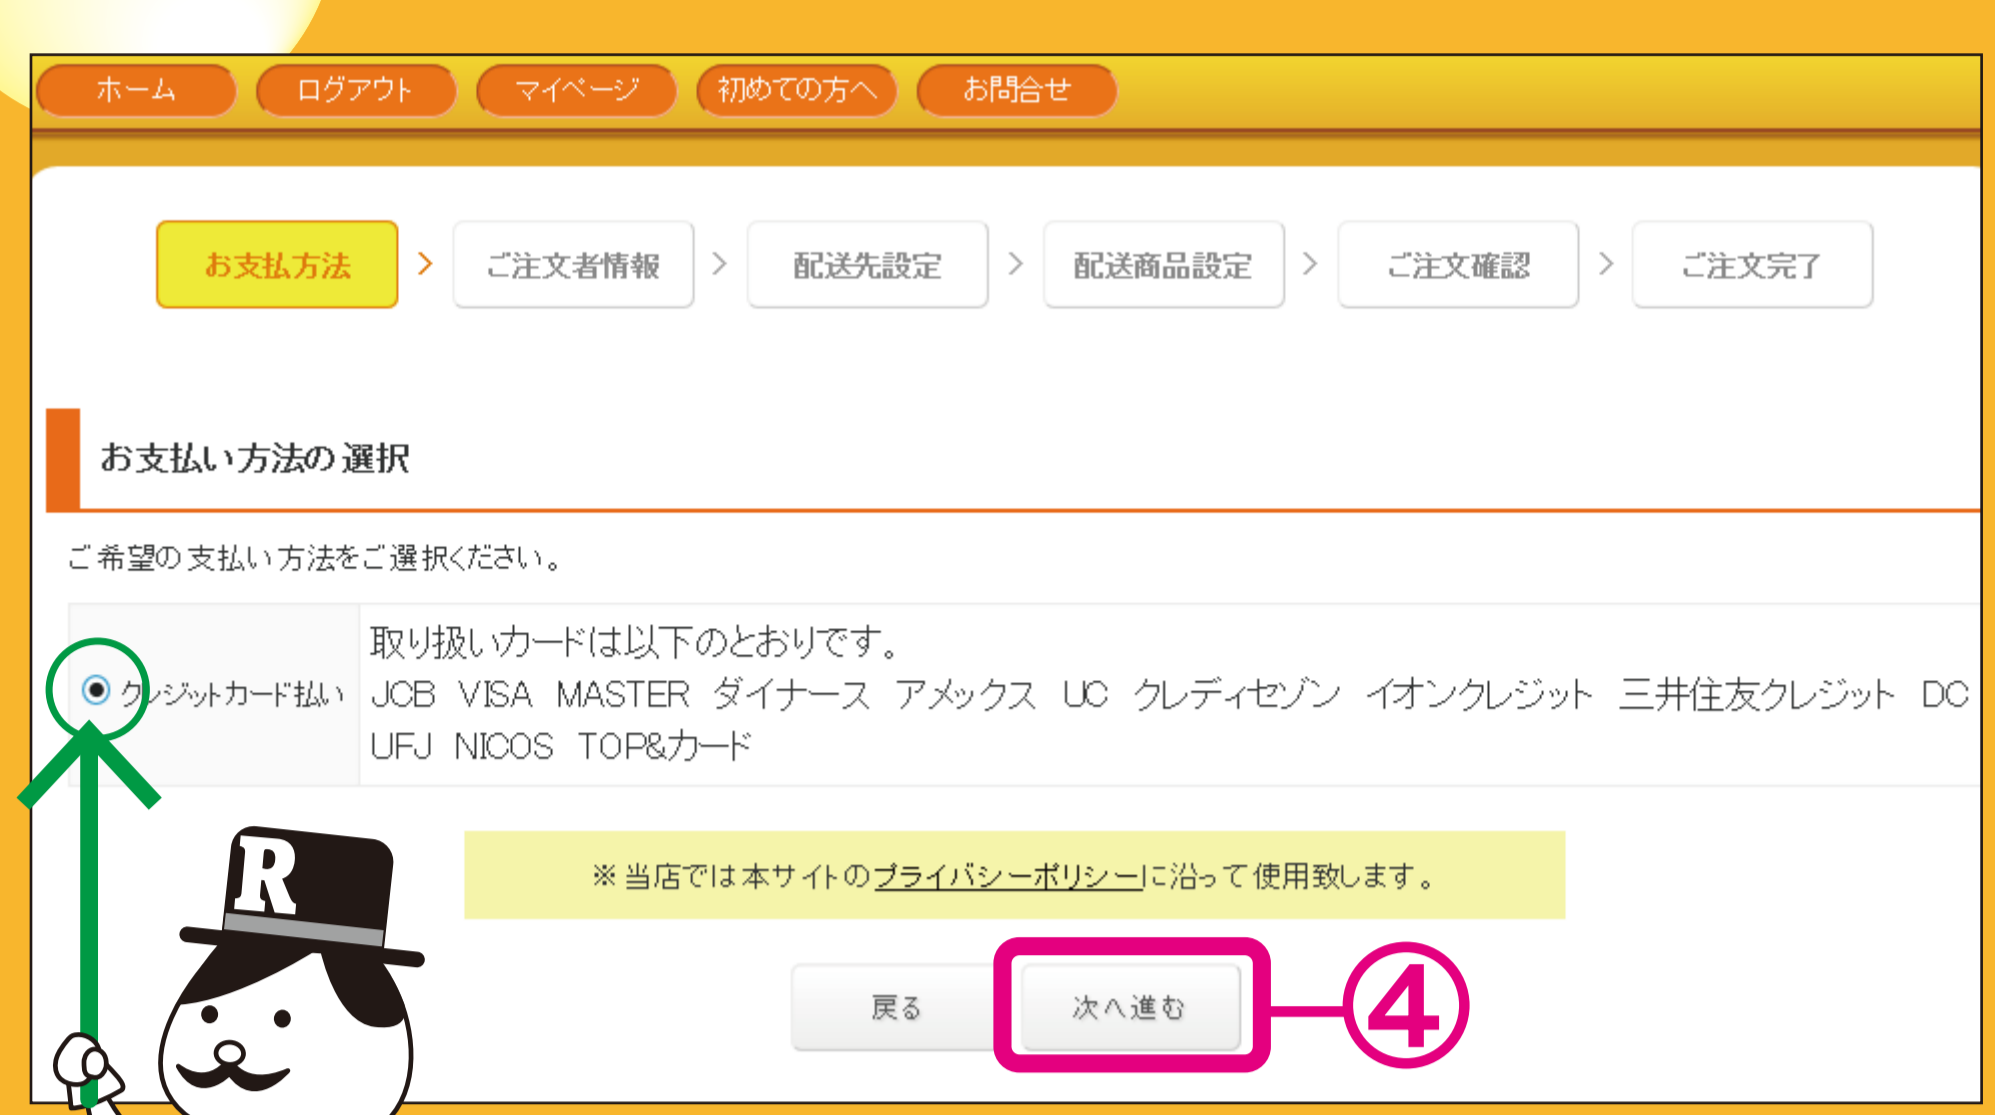 ホーム ログアウト マイページ 初めての方へ お問合せ
お支払方法 > ご注文者情報 > 配送先設定 > 配送商品設定 > ご注文確認 > ご注文完了
お支払い方法の選択
ご希望の支払い方法をご選択ください。
クレジットカード払い
取り扱いカードは以下のとおりです。
JCB VISA MASTER ダイナース アメックス UC クレディセゾン イオンクレジット 三井住友クレジット DC
UFJ NICOS TOP&カード
※当店では本サイトのプライバシーポリシーに沿って使用致します。
戻る 次へ進む ④
R